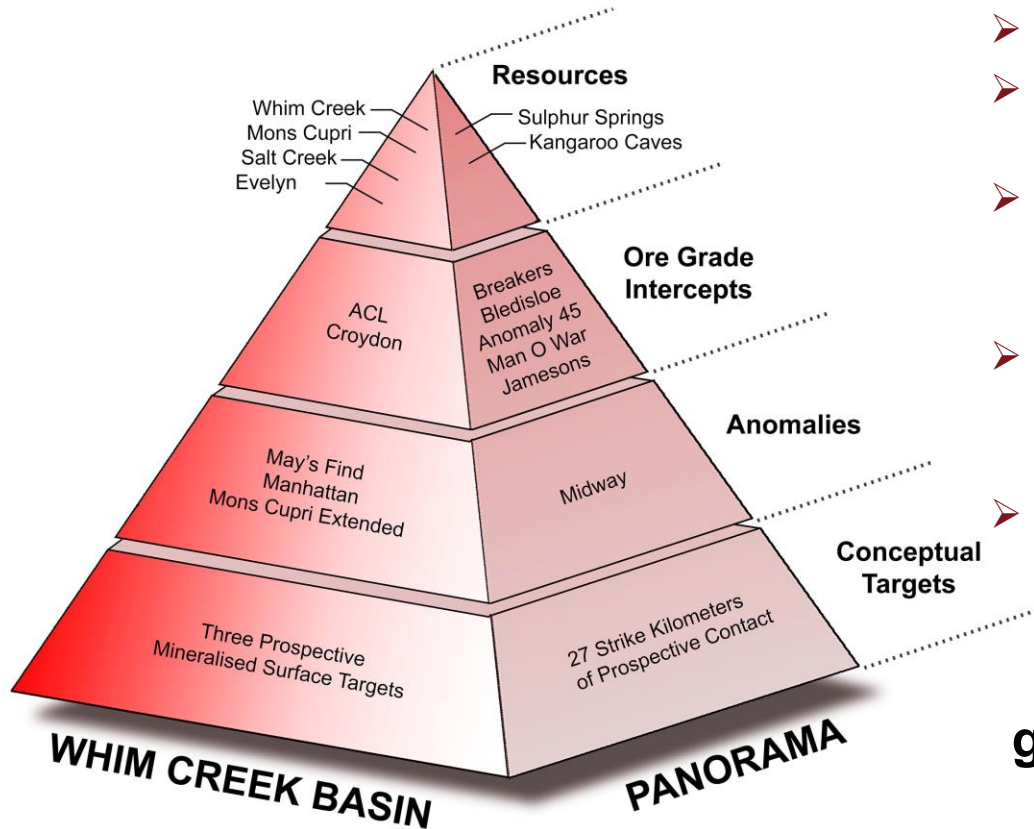 Resources
Whim Creek
Mons Cupri
Salt Creek
Evelyn
Sulphur Springs
Kangaroo Caves
Ore Grade
Intercepts
ACL
Croydon
Breakers
Bledisloe
Anomaly 45
Man O War
Jamesons
Anomalies
May's Find
Manhattan
Mons Cupri Extended
Midway
Conceptual
Targets
Three Prospective
Mineralised Surface Targets
27 Strike Kilometers
of Prospective Contact
WHIM CREEK BASIN
PANORAMA
g